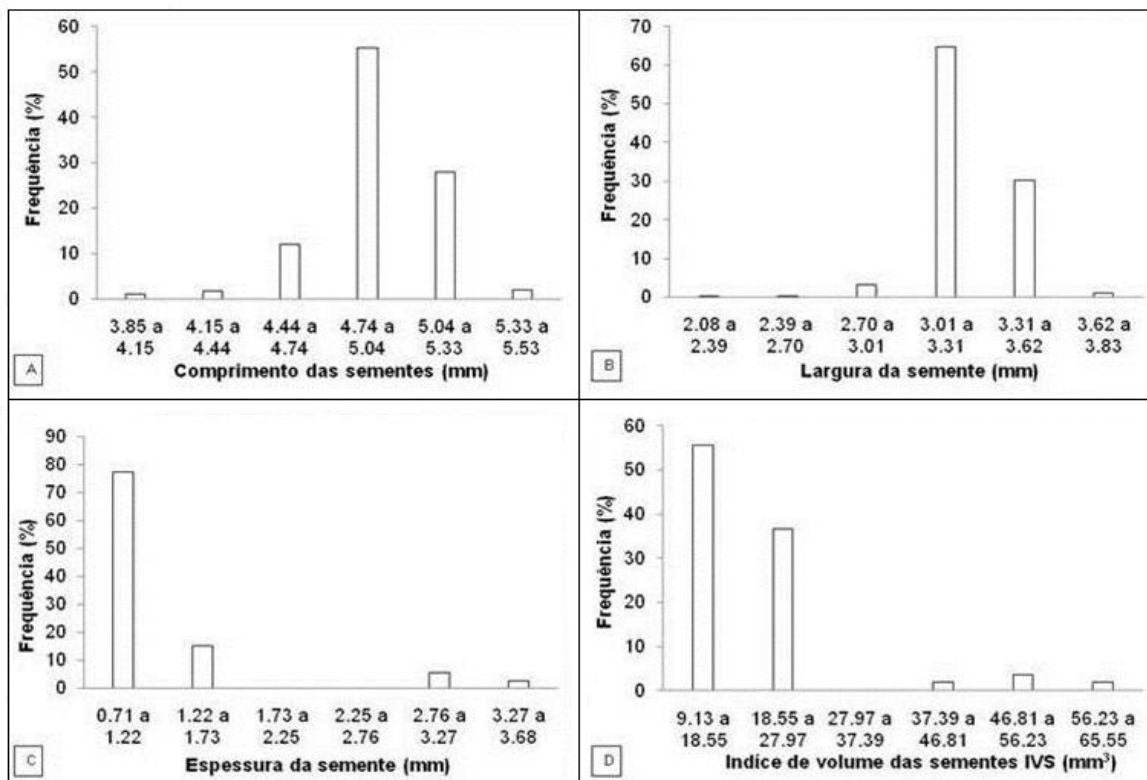 Frequência (%)
60
50
40
30
20
10
0
3.85 a 4.15 a 4.44 a 4.74 a 5.04 a 5.33 a
4.15 4.44 4.74 5.04 5.33 5.53
A
Comprimento das sementes (mm)
Frequência (%)
70
60
50
40
30
20
10
0
2.08 a 2.39 a 2.70 a 3.01 a 3.31 a 3.62 a
2.39 2.70 3.01 3.31 3.62 3.83
B
Largura da semente (mm)
Frequência (%)
90
80
70
60
50
40
30
20
10
0
0.71 a 1.22 a 1.73 a 2.25 a 2.76 a 3.27 a
1.22 1.73 2.25 2.76 3.27 3.68
C
Espessura da semente (mm)
Frequência (%)
60
50
40
30
20
10
0
9.13 a 18.55 a 27.97 a 37.39 a 46.81 a 56.23 a
18.55 27.97 37.39 46.81 56.23 65.55
D
Indíce de volume das sementes IVS (mm³)